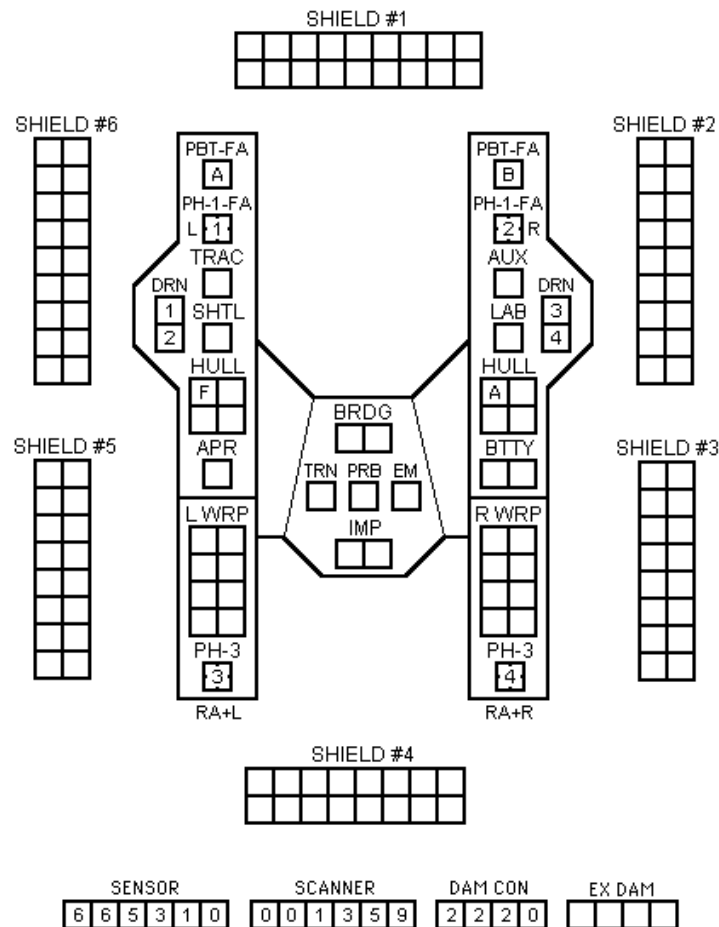 SHIELD #1
SHIELD #6
SHIELD #2
PBT-FA
A
PH-1-FA
L 1
TRAC
DRN
1
2
SHTL
HULL
F
APR
L WRP
PH-3
3
RA+L
PBT-FA
B
PH-1-FA
2 R
AUX
DRN
3
4
LAB
HULL
A
BTTY
R WRP
PH-3
4
RA+R
BRDG
TRN PRB EM
IMP
SHIELD #5
SHIELD #3
SHIELD #4
SENSOR
6 6 5 3 1 0
SCANNER
0 0 1 3 5 9
DAM CON
2 2 2 0
EX DAM